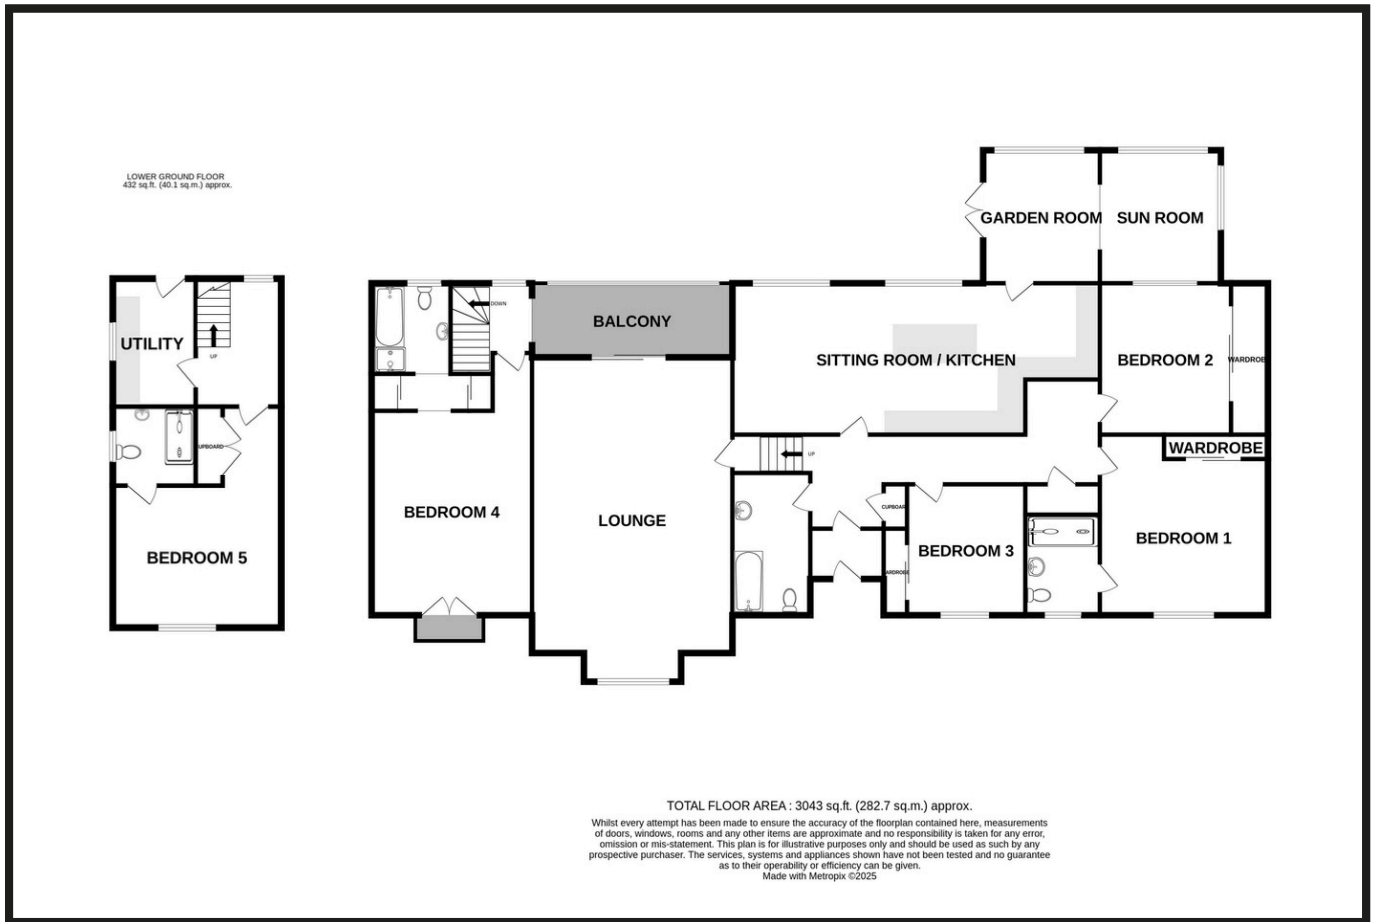 LOWER GROUND FLOOR
432 sq.ft. (40.1 sq.m.) approx.
GARDEN ROOM
SUN ROOM
UTILITY
UP
UPBOARD
BEDROOM 5
DOWN
BALCONY
SITTING ROOM / KITCHEN
BEDROOM 2
WARDROB
BEDROOM 4
LOUNGE
UP
WARDROBE
CUPBOAR
BEDROOM 3
ARDROBE
BEDROOM 1
TOTAL FLOOR AREA : 3043 sq.ft. (282.7 sq.m.) approx.
Whilst every attempt has been made to ensure the accuracy of the floorplan contained here, measurements
of doors, windows, rooms and any other items are approximate and no responsibility is taken for any error,
omission or mis-statement. This plan is for illustrative purposes only and should be used as such by any
prospective purchaser. The services, systems and appliances shown have not been tested and no guarantee
as to their operability or efficiency can be given.
Made with Metropix ©2025